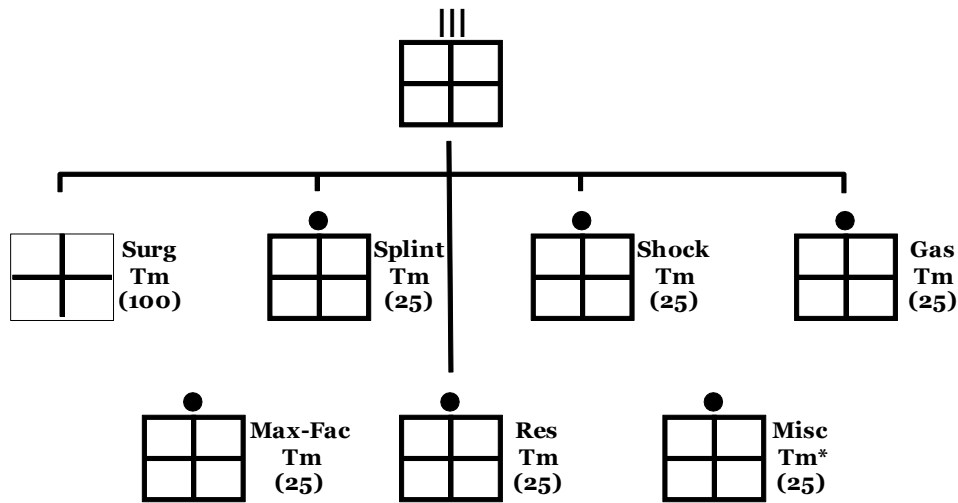 Surg
Tm
(100)
Splint
Tm
(25)
Shock
Tm
(25)
Gas
Tm
(25)
Max-Fac
Tm
(25)
Res
Tm
(25)
Misc
Tm*
(25)